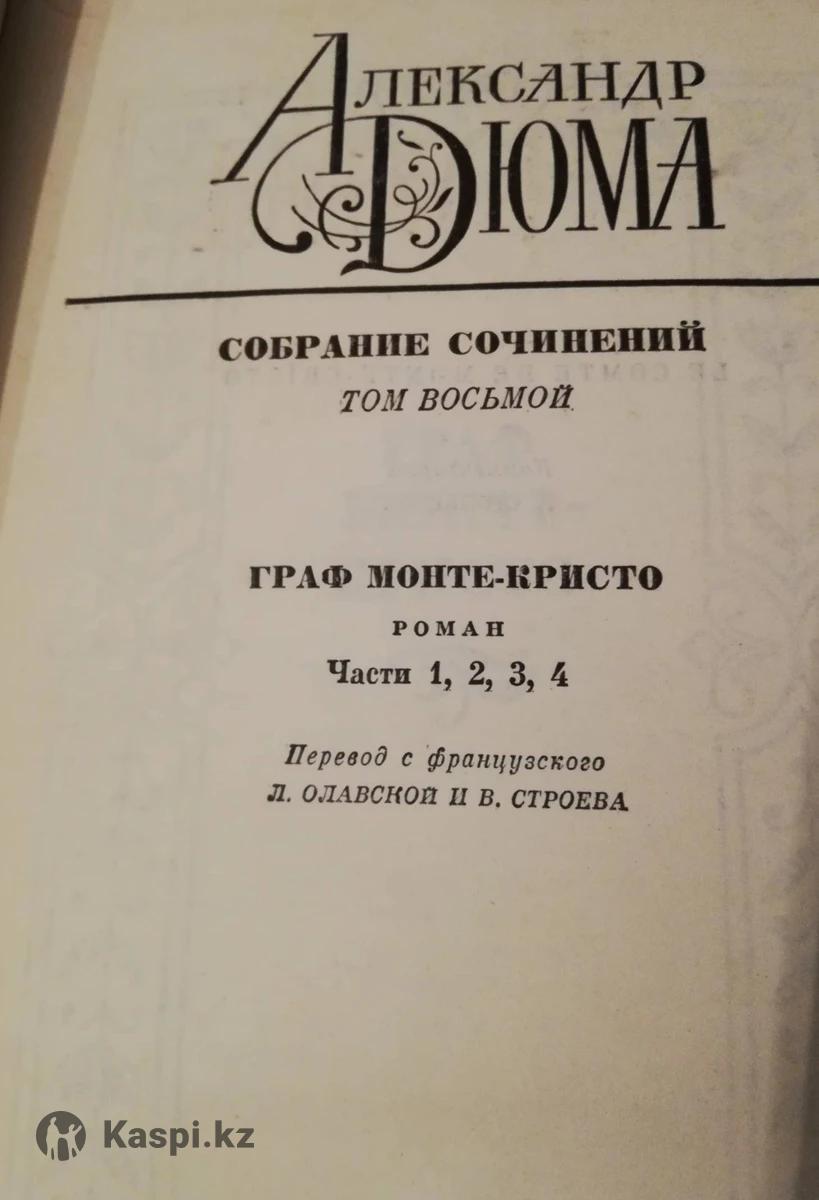 АЛЕКСАНДР
ДЮМА
СОБРАНИЕ СОЧИНЕНИЙ
ТОМ ВОСЬМОЙ
ГРАФ МОНТЕ-КРИСТО
РОМАН
Части 1, 2, 3, 4
Перевод с французского
Л. ОЛАВСКОЙ И В. СТРОЕВА
Kaspi.kz